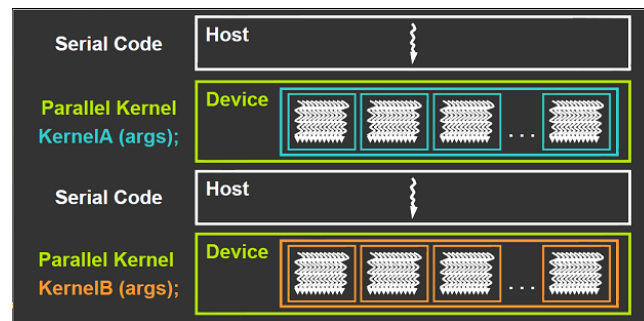 Serial Code
Host
Parallel Kernel
KernelA (args);
Device
. . .
Serial Code
Host
Parallel Kernel
KernelB (args);
Device
. . .